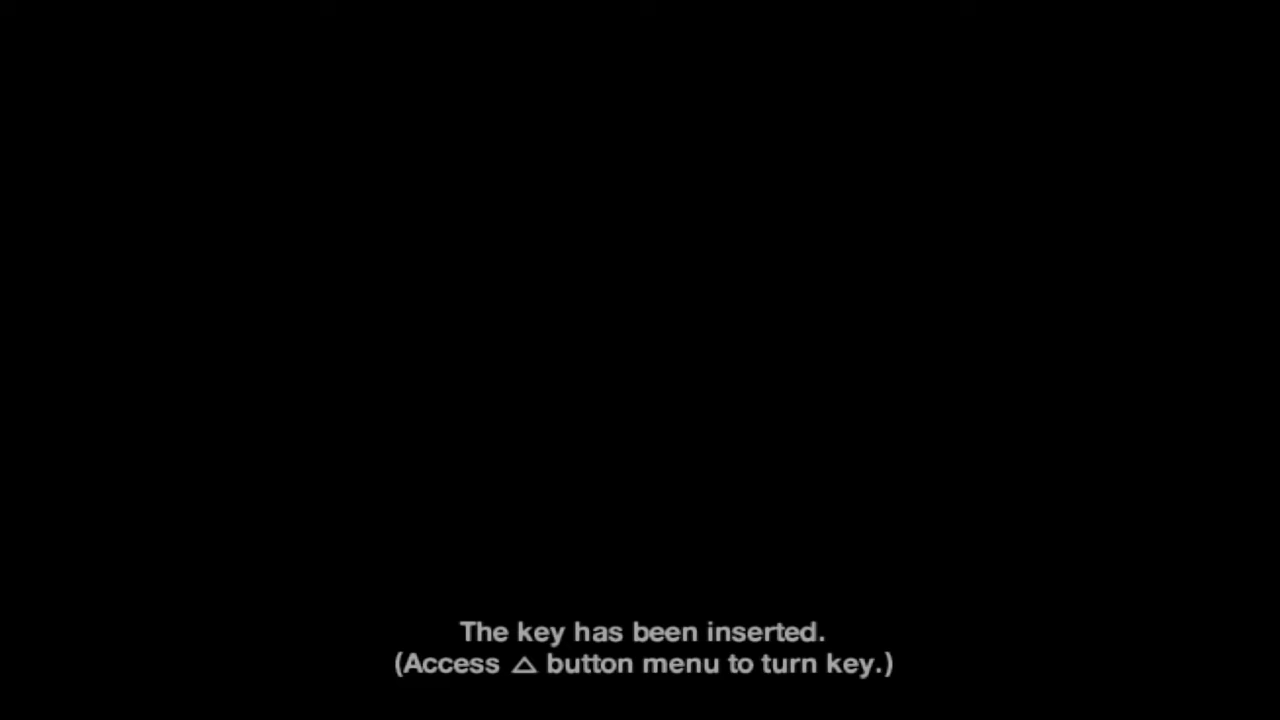 The key has been inserted.
(Access △ button menu to turn key.)